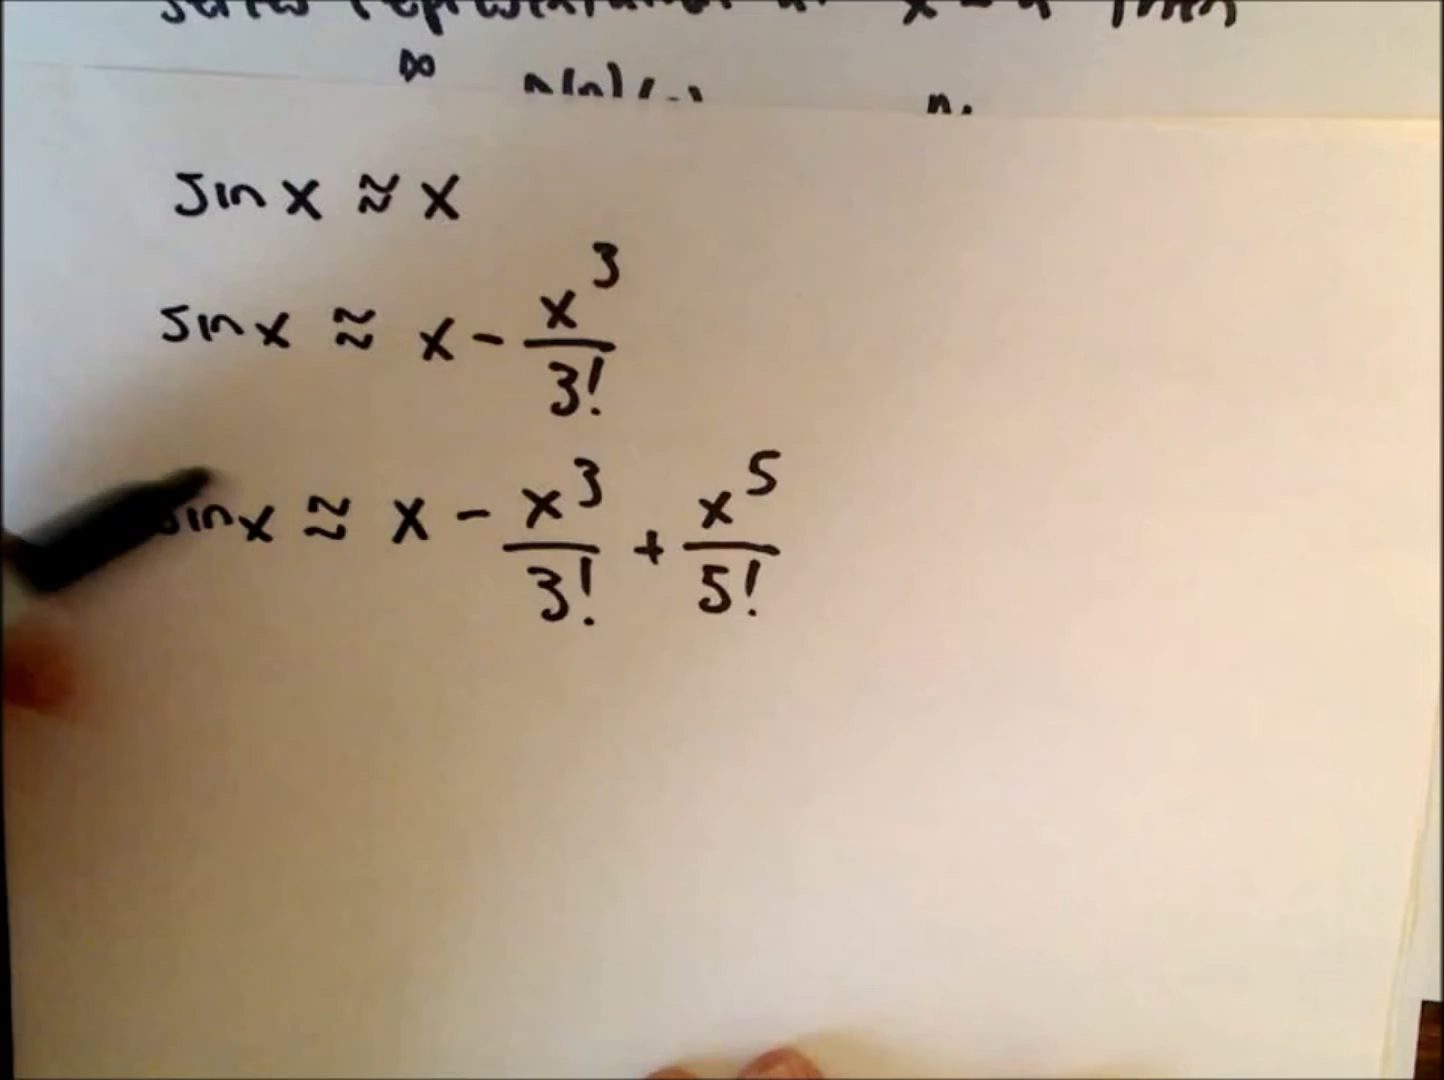 sin x ≈ x
sin x ≈ x - x^3/3!
sin x ≈ x - x^3/3! + x^5/5!